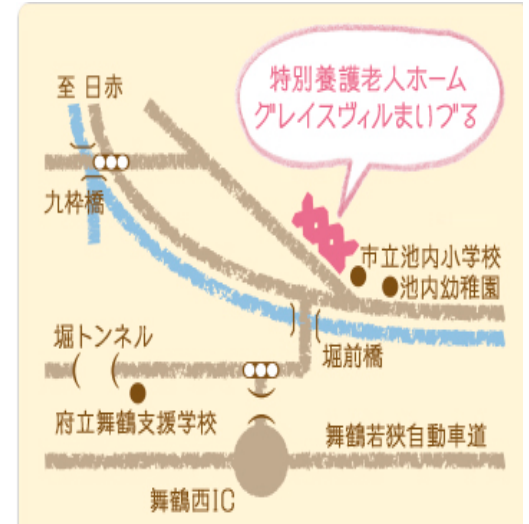 至 日赤
特別養護老人ホーム
グレイスヴィルまいづる
九枠橋
市立池内小学校
池内幼稚園
堀トンネル
堀前橋
府立舞鶴支援学校
舞鶴若狭自動車道
舞鶴西IC